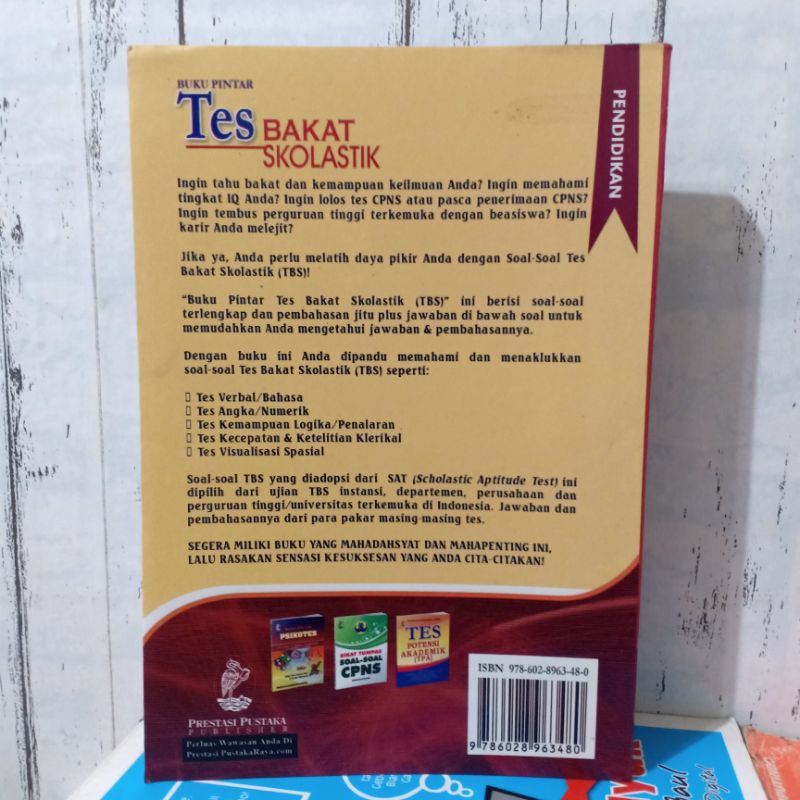 BUKU PINTAR
Tes BAKAT
SKOLASTIK
PENDIDIKAN
Ingin tahu bakat dan kemampuan keilmuan Anda? Ingin memahami
tingkat IQ Anda? Ingin lolos tes CPNS atau pasca penerimaan CPNS?
Ingin tembus perguruan tinggi terkemuka dengan beasiswa? Ingin
karir Anda melejit?
Jika ya, Anda perlu melatih daya pikir Anda dengan Soal-Soal Tes
Bakat Skolastik (TBS)!
"Buku Pintar Tes Bakat Skolastik (TBS)" ini berisi soal-soal
terlengkap dan pembahasan jitu plus jawaban di bawah soal untuk
memudahkan Anda mengetahui jawaban & pembahasannya.
Dengan buku ini Anda dipandu memahami dan menaklukkan
soal-soal Tes Bakat Skolastik (TBS) seperti:
▯ Tes Verbal/Bahasa
▯ Tes Angka/Numerik
▯ Tes Kemampuan Logika/Penalaran
▯ Tes Kecepatan & Ketelitian Klerikal
▯ Tes Visualisasi Spasial
Soal-soal TBS yang diadopsi dari SAT (Scholastic Aptitude Test) ini
dipilih dari ujian TBS instansi, departemen, perusahaan dan
perguruan tinggi/universitas terkemuka di Indonesia. Jawaban dan
pembahasannya dari para pakar masing-masing tes.
SEGERA MILIKI BUKU YANG MAHADAHSYAT DAN MAHAPENTING INI,
LALU RASAKAN SENSASI KESUKSESAN YANG ANDA CITA-CITAKAN!
PSIKOTES
SIKAT TUMPAS
SOAL-SOAL
CPNS
TES
POTENSI
AKADEMIK
(TPA)
ISBN 978-602-8963-48-0
9 786028 963480
PRESTASI PUSTAKA
PUBLISHER
Perluas Wawasan Anda Di
Prestasi PustakaRaya.com
Paul
Digital